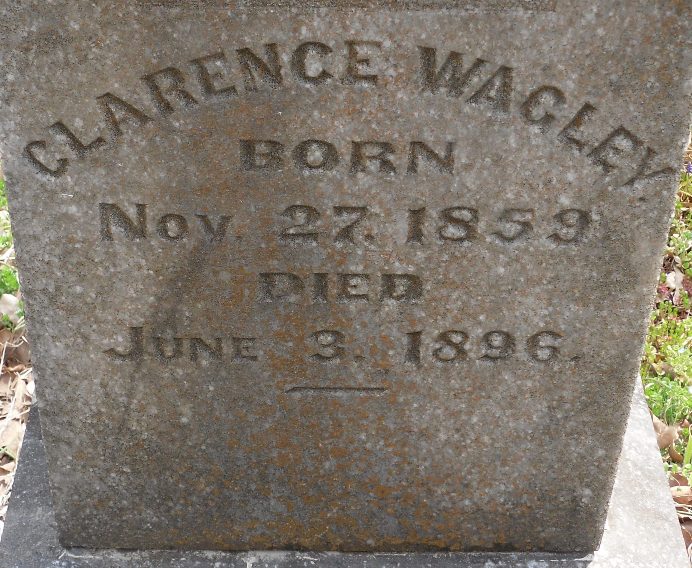 CLARENCE WAGLEY.
BORN
NOV. 27. 1859
DIED
JUNE 3. 1896.